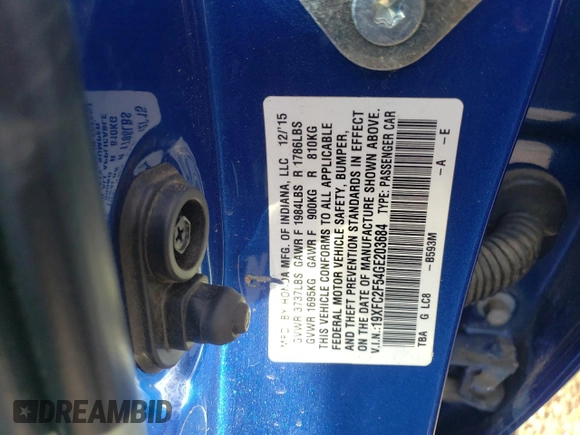 MFG. BY HONDA MFG. OF INDIANA, LLC 12/15
GVWR 3737LBS GAWR F 1984LBS R 1786LBS
GVWR 1695KG GAWR F 900KG R 810KG
THIS VEHICLE CONFORMS TO ALL APPLICABLE
FEDERAL MOTOR VEHICLE SAFETY, BUMPER,
AND THEFT PREVENTION STANDARDS IN EFFECT
ON THE DATE OF MANUFACTURE SHOWN ABOVE.
V.I.N.:19XFC2F54GE203684 TYPE: PASSENGER CAR
TBA G LC8 -B593M -A -E
DREAMBID